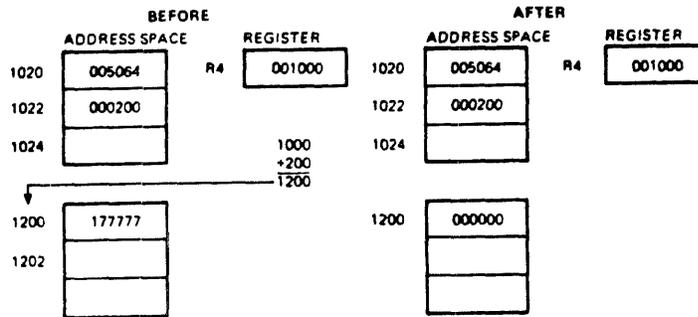 BEFORE AFTER
ADDRESS SPACE REGISTER ADDRESS SPACE REGISTER
1020 005064 R4 001000 1020 005064 R4 001000
1022 000200 1022 000200
1024 1000 1024
+200
1200
1200 177777 1200 000000
1202